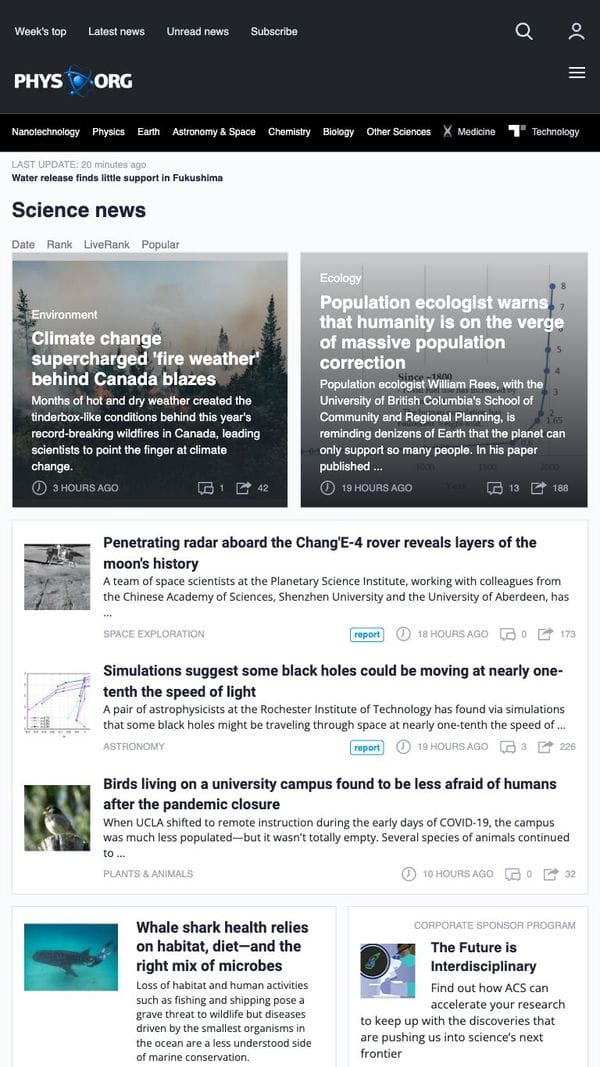 Week's top Latest news Unread news Subscribe
PHYS ORG
Nanotechnology Physics Earth Astronomy & Space Chemistry Biology Other Sciences Medicine Technology
LAST UPDATE: 20 minutes ago
Water release finds little support in Fukushima
Science news
Date Rank LiveRank Popular
Environment
Climate change
supercharged 'fire weather'
behind Canada blazes
Months of hot and dry weather created the
tinderbox-like conditions behind this year's
record-breaking wildfires in Canada, leading
scientists to point the finger at climate
change.
3 HOURS AGO 1 42
Ecology
Population ecologist warns
that humanity is on the verge
of massive population
correction
Since ~1800
Population ecologist William Rees, with the
University of British Columbia's School of
Community and Regional Planning, is
reminding denizens of Earth that the planet can
only support so many people. In his paper
published ...
8
7
5
4
3
2
1.65
1000 1500 2000
19 HOURS AGO 13 188
Penetrating radar aboard the Chang'E-4 rover reveals layers of the
moon's history
A team of space scientists at the Planetary Science Institute, working with colleagues from
the Chinese Academy of Sciences, Shenzhen University and the University of Aberdeen, has
...
SPACE EXPLORATION report 18 HOURS AGO 0 173
Simulations suggest some black holes could be moving at nearly one-
tenth the speed of light
A pair of astrophysicists at the Rochester Institute of Technology has found via simulations
that some black holes might be traveling through space at nearly one-tenth the speed of ...
ASTRONOMY report 19 HOURS AGO 3 226
Birds living on a university campus found to be less afraid of humans
after the pandemic closure
When UCLA shifted to remote instruction during the early days of COVID-19, the campus
was much less populated—but it wasn't totally empty. Several species of animals continued
to ...
PLANTS & ANIMALS 10 HOURS AGO 0 32
Whale shark health relies
on habitat, diet—and the
right mix of microbes
Loss of habitat and human activities
such as fishing and shipping pose a
grave threat to wildlife but diseases
driven by the smallest organisms in
the ocean are a less understood side
of marine conservation.
CORPORATE SPONSOR PROGRAM
The Future is
Interdisciplinary
Find out how ACS can
accelerate your research
to keep up with the discoveries that
are pushing us into science's next
frontier